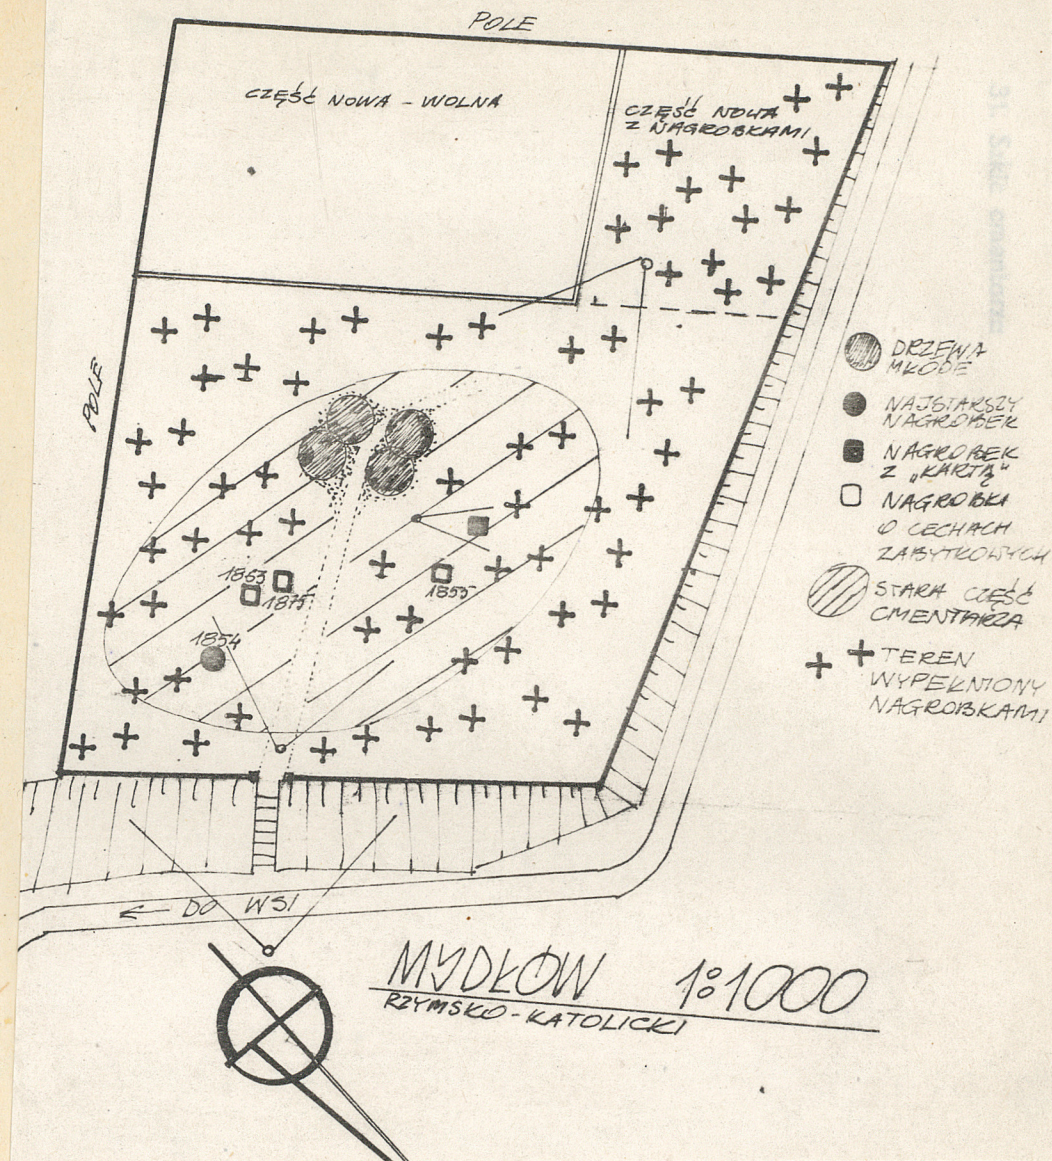 POLE
CZĘŚĆ NOWA - WOLNA
CZĘŚĆ NOWA
Z NAGROBKAMI
POLE
DRZEWA
MŁODE
NAJSTARSZY
NAGROBEK
NAGROBEK
Z „KARTĄ"
NAGROBKI
O CECHACH
ZABYTKOWYCH
STARA CZĘŚĆ
CMENTARZA
TEREN
WYPEŁNIONY
NAGROBKAMI
1863
1875
1855
1854
← DO WSI
MYDŁÓW 1:1000
RZYMSKO-KATOLICKI